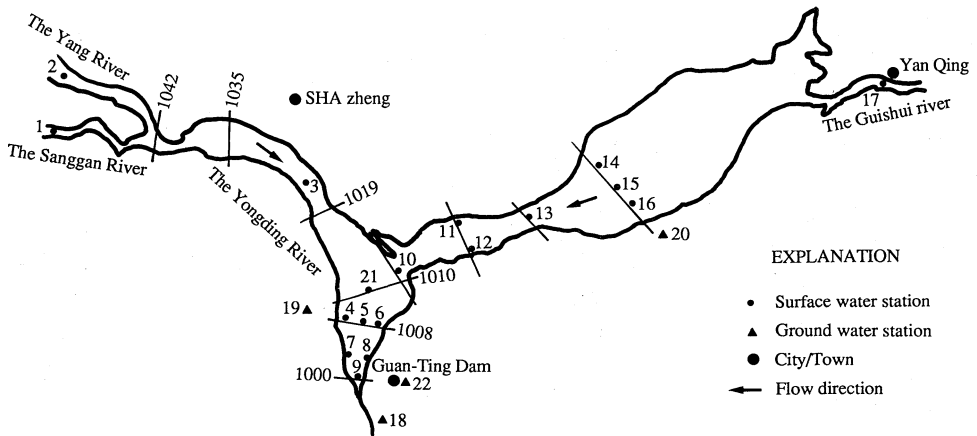 The Yang River
2
1042
1035
SHA zheng
Yan Qing
17
The Guishui river
1
The Sanggan River
The Yongding River
3
1019
14
15
16
13
20
11
12
10
1010
21
19
4
5
6
1008
7
8
9
Guan-Ting Dam
1000
22
18
EXPLANATION
Surface water station
Ground water station
City/Town
Flow direction